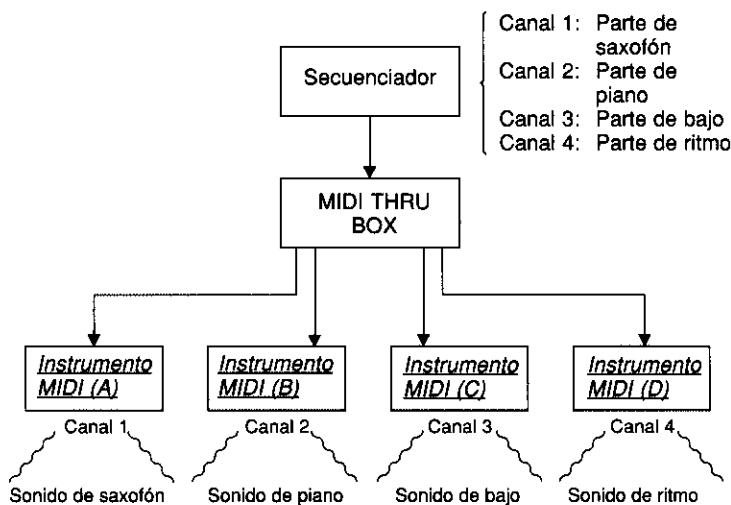 Secuenciador
Canal 1: Parte de
saxofón
Canal 2: Parte de
piano
Canal 3: Parte de bajo
Canal 4: Parte de ritmo
MIDI THRU
BOX
Instrumento
MIDI (A)
Instrumento
MIDI (B)
Instrumento
MIDI (C)
Instrumento
MIDI (D)
Canal 1
Canal 2
Canal 3
Canal 4
Sonido de saxofón
Sonido de piano
Sonido de bajo
Sonido de ritmo